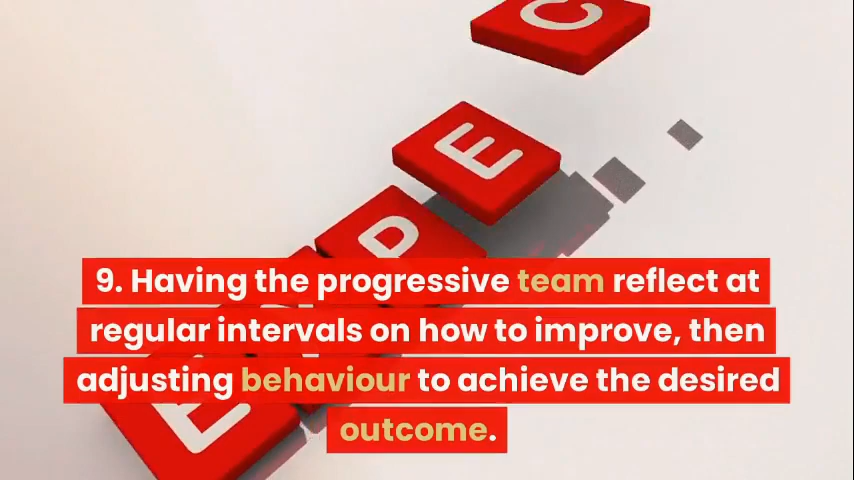 C
E
P
E
9. Having the progressive team reflect at
regular intervals on how to improve, then
adjusting behaviour to achieve the desired
outcome.